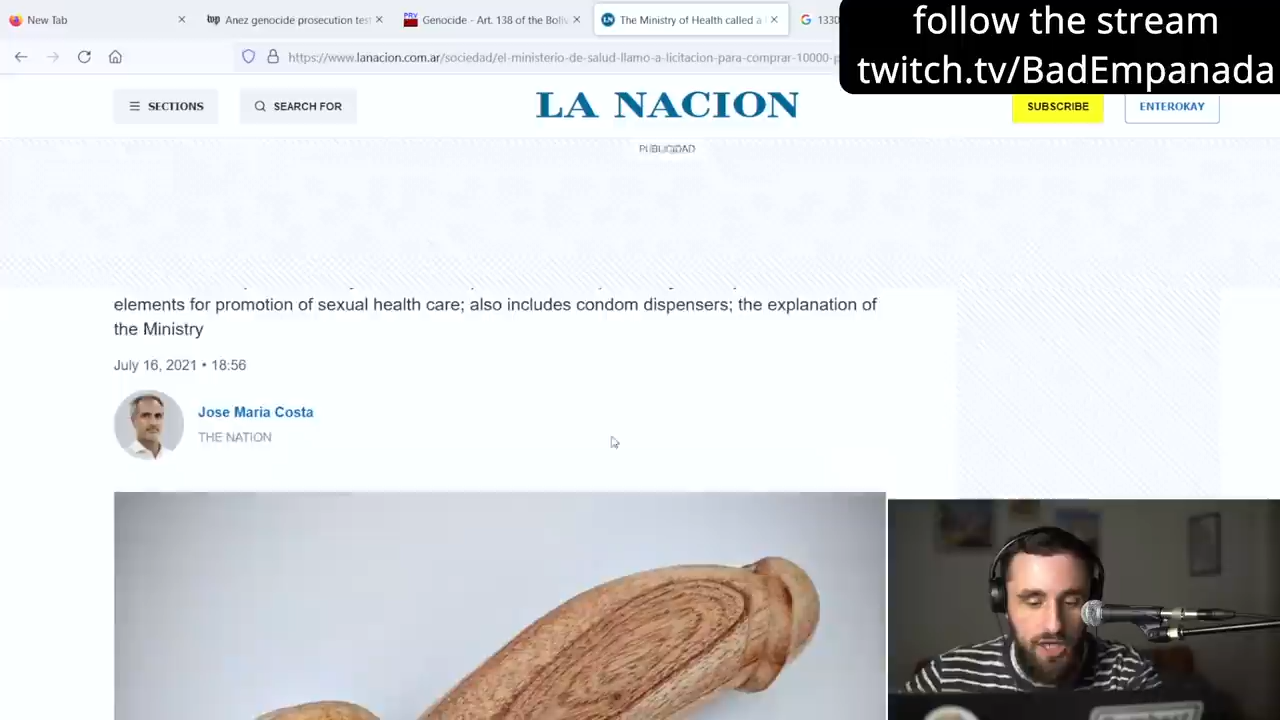 New Tab
Anez genocide prosecution test
Genocide - Art. 138 of the Boliv
The Ministry of Health called a
1330
follow the stream
twitch.tv/BadEmpanada
https://www.lanacion.com.ar/sociedad/el-ministerio-de-salud-llamo-a-licitacion-para-comprar-10000-p
SECTIONS
SEARCH FOR
LA NACION
SUBSCRIBE
ENTEROKAY
PUBLICIDAD
elements for promotion of sexual health care; also includes condom dispensers; the explanation of
the Ministry
July 16, 2021 • 18:56
Jose Maria Costa
THE NATION